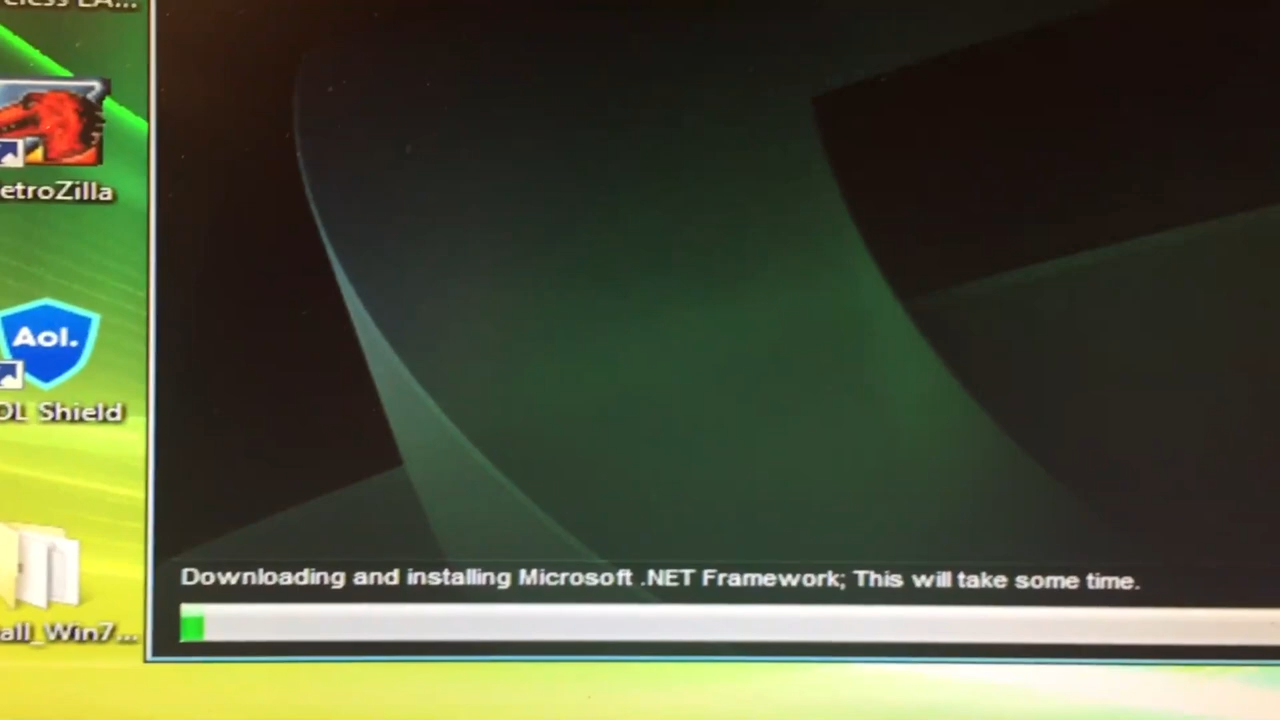 etroZilla
Aol.
OL Shield
Downloading and installing Microsoft .NET Framework; This will take some time.
all_Win7...